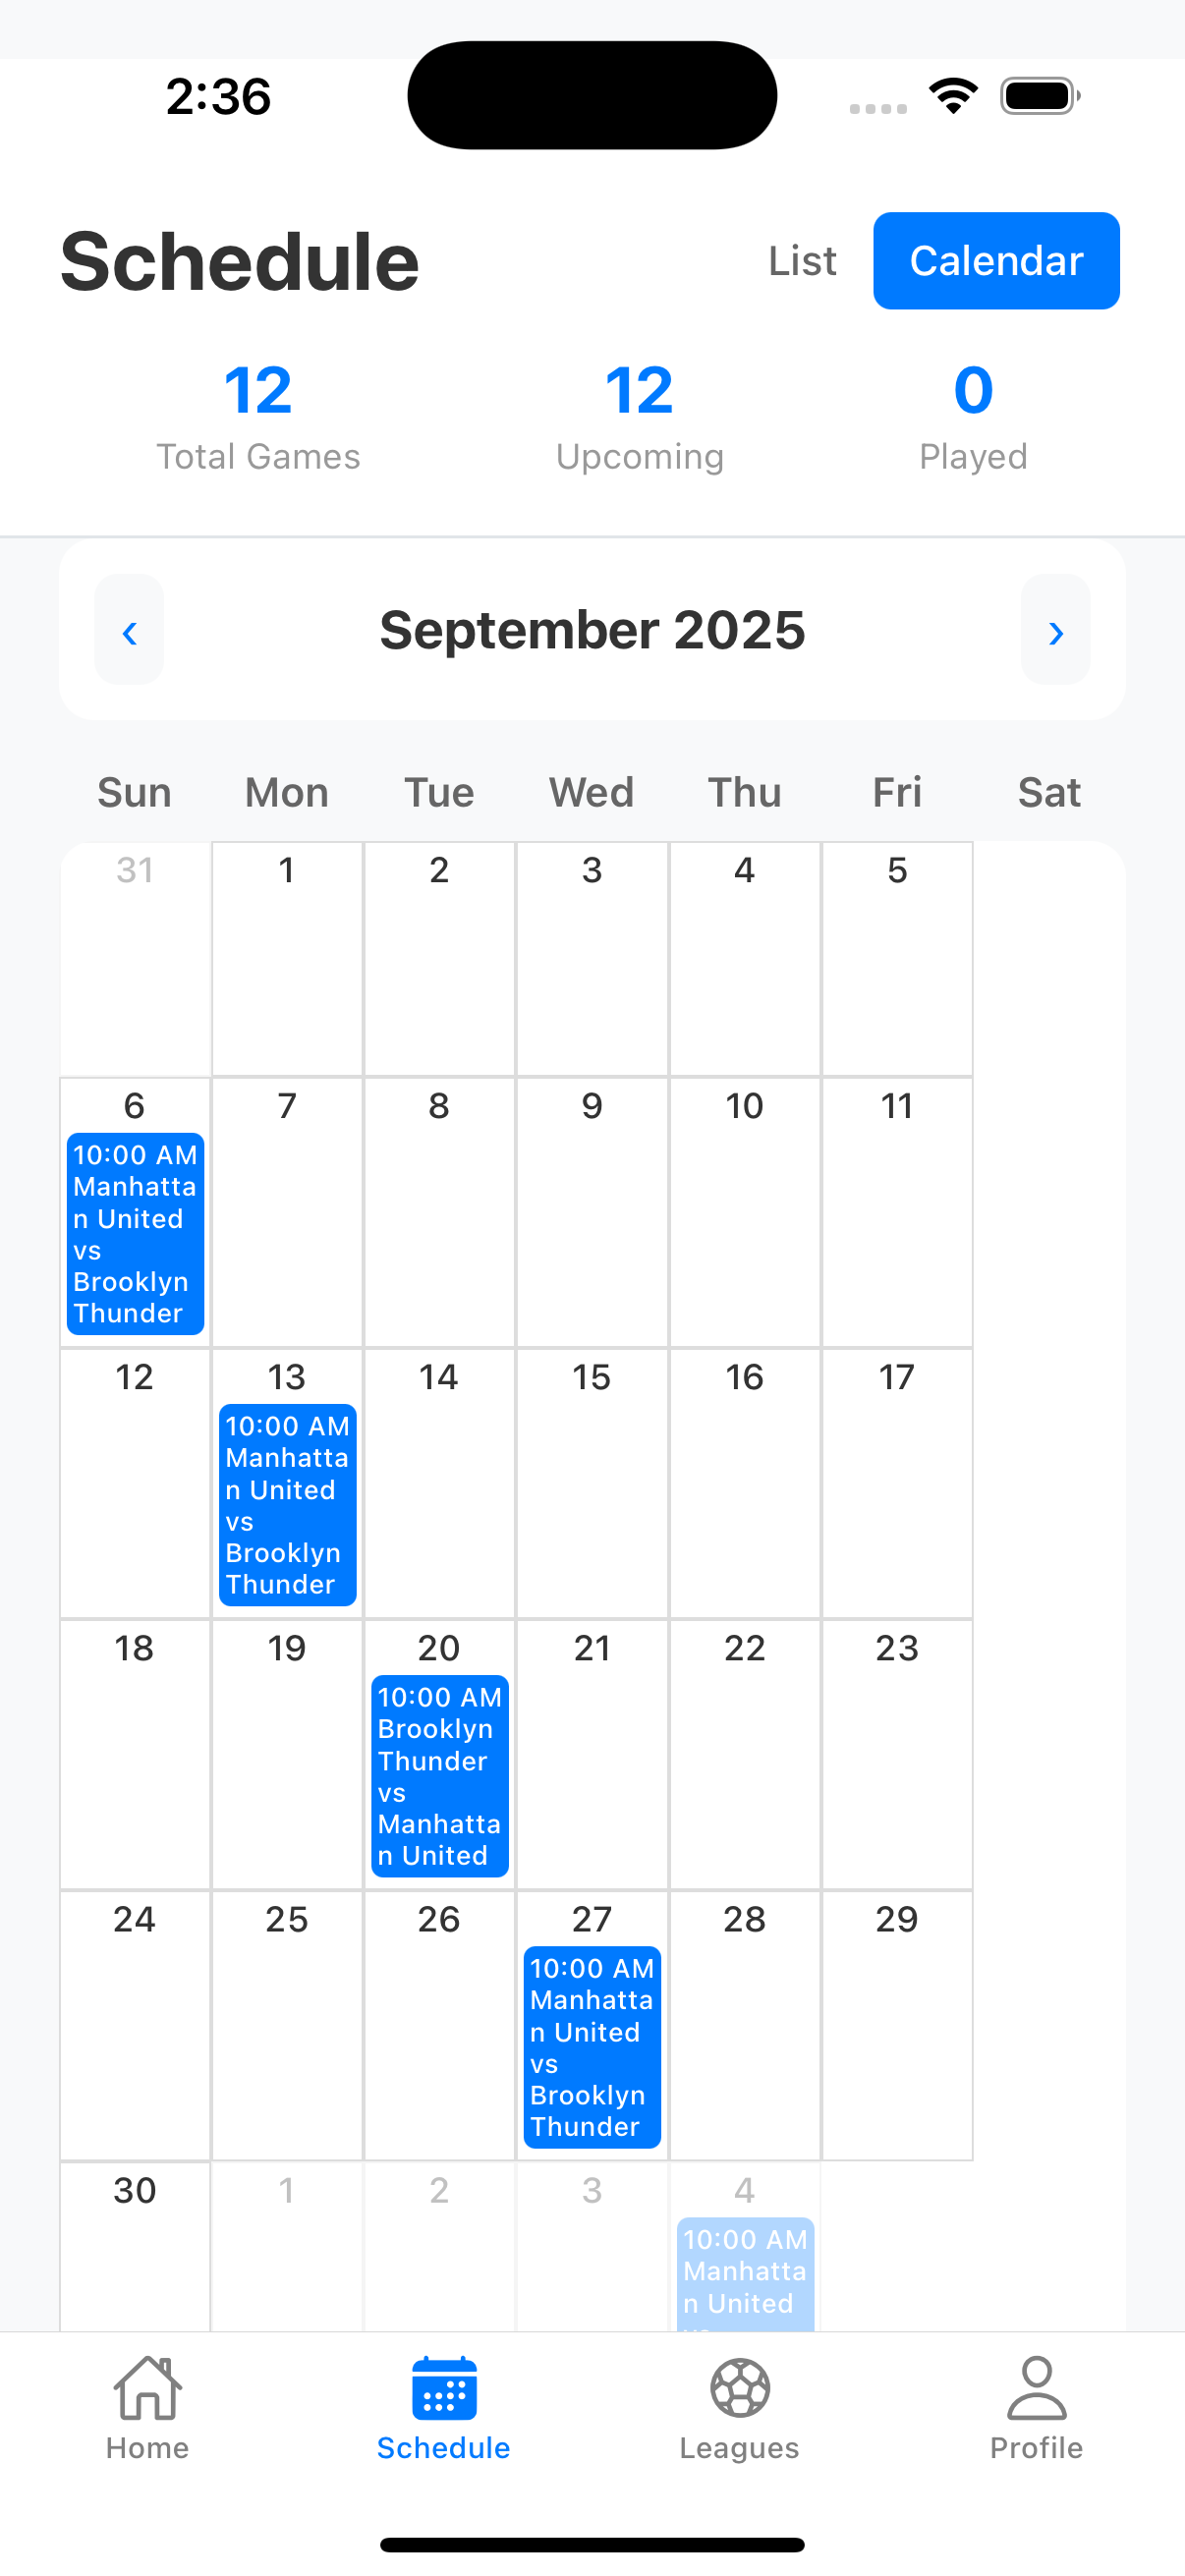 2:36
Schedule
List
Calendar
12
12
0
Total Games
Upcoming
Played
‹
September 2025
›
Sun Mon Tue Wed Thu Fri Sat
31 1 2 3 4 5
6 7 8 9 10 11
10:00 AM
Manhatta
n United
vs
Brooklyn
Thunder
12 13 14 15 16 17
10:00 AM
Manhatta
n United
vs
Brooklyn
Thunder
18 19 20 21 22 23
10:00 AM
Brooklyn
Thunder
vs
Manhatta
n United
24 25 26 27 28 29
10:00 AM
Manhatta
n United
vs
Brooklyn
Thunder
30 1 2 3 4
10:00 AM
Manhatta
n United
Home
Schedule
Leagues
Profile